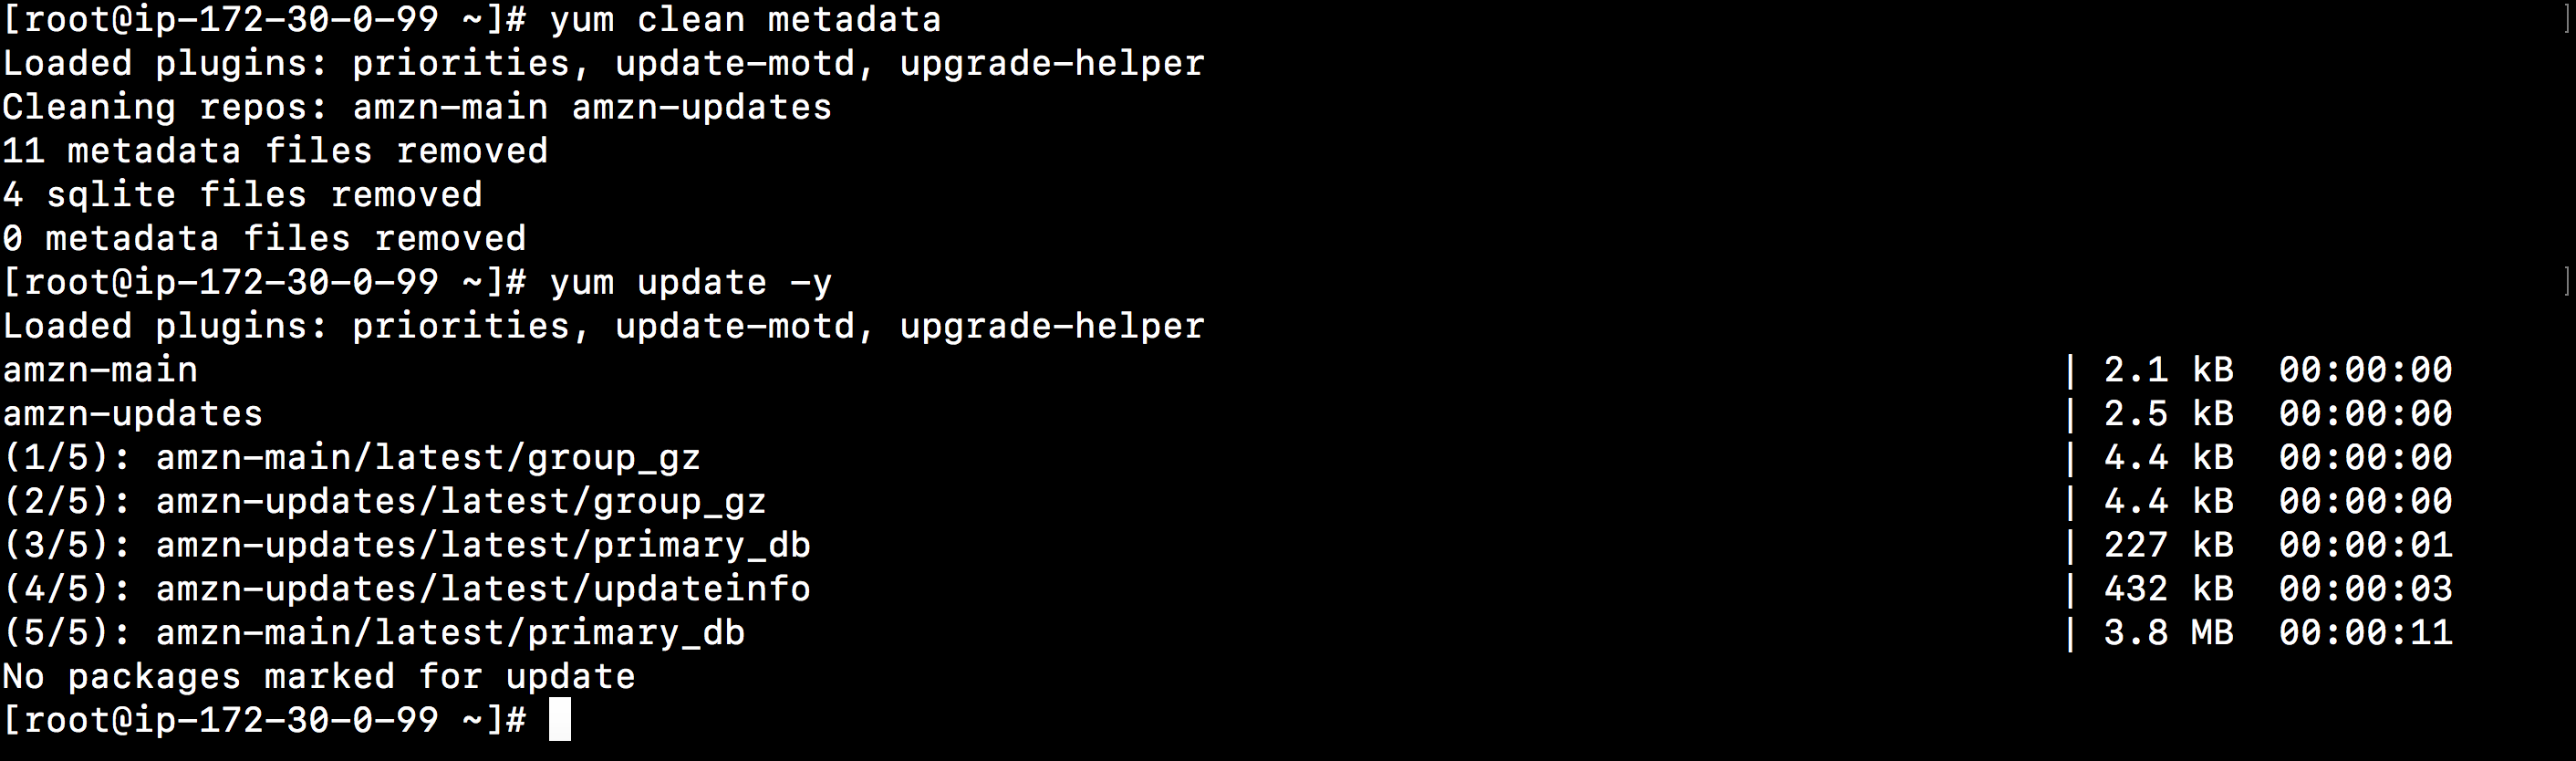 [root@ip-172-30-0-99 ~]# yum clean metadata ]
Loaded plugins: priorities, update-motd, upgrade-helper
Cleaning repos: amzn-main amzn-updates
11 metadata files removed
4 sqlite files removed
0 metadata files removed
[root@ip-172-30-0-99 ~]# yum update -y ]
Loaded plugins: priorities, update-motd, upgrade-helper
amzn-main | 2.1 kB 00:00:00
amzn-updates | 2.5 kB 00:00:00
(1/5): amzn-main/latest/group_gz | 4.4 kB 00:00:00
(2/5): amzn-updates/latest/group_gz | 4.4 kB 00:00:00
(3/5): amzn-updates/latest/primary_db | 227 kB 00:00:01
(4/5): amzn-updates/latest/updateinfo | 432 kB 00:00:03
(5/5): amzn-main/latest/primary_db | 3.8 MB 00:00:11
No packages marked for update
[root@ip-172-30-0-99 ~]#